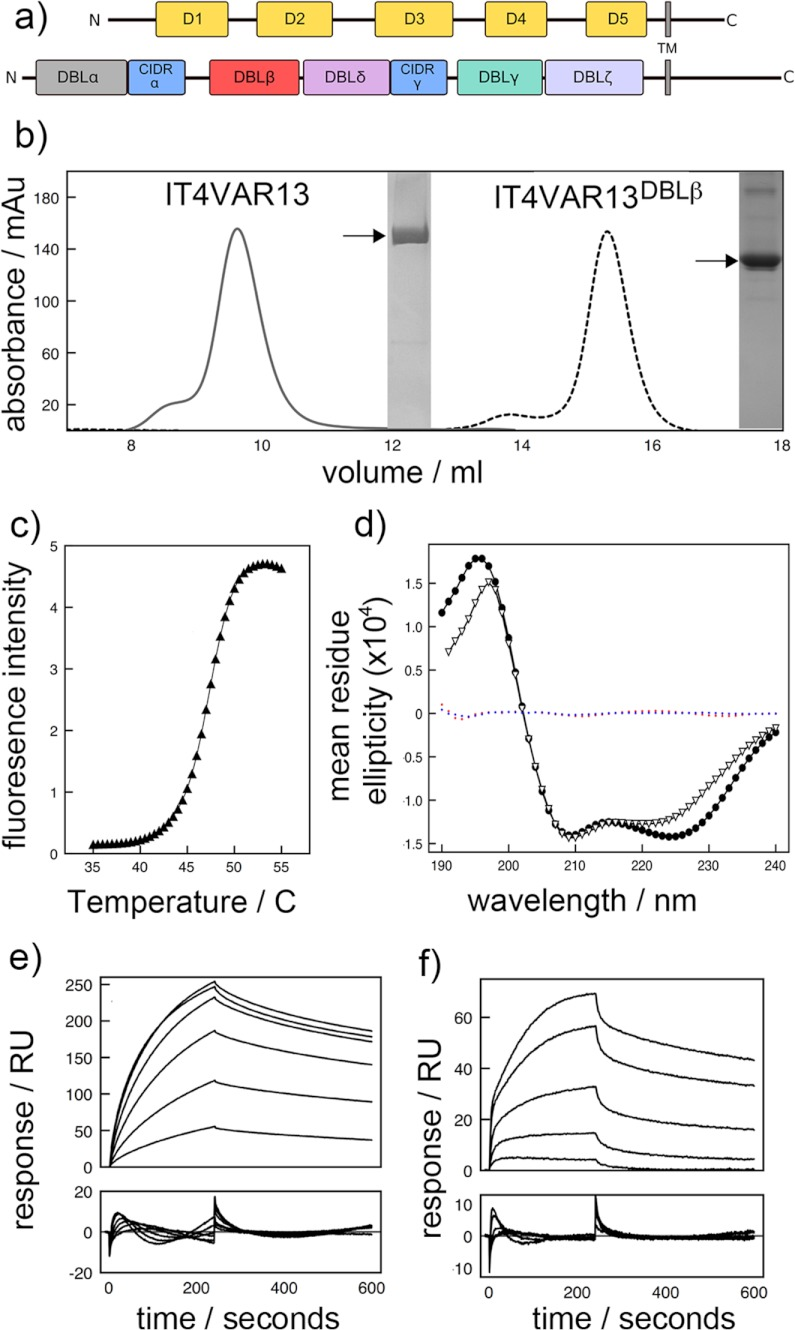 a)
N D1 D2 D3 D4 D5 C
TM
N DBLα CIDR α DBLβ DBLδ CIDR γ DBLγ DBLζ C
b)
IT4VAR13 IT4VAR13DBLβ
absorbance / mAu
180
140
100
60
20
8 10 12 14 16 18
volume / ml
c)
fluoresence intensity
5
4
3
2
1
0
35 40 45 50 55
Temperature / C
d)
mean residue
ellipticity (x104)
1.5
1.0
0.5
0
-0.5
-1.0
-1.5
190 200 210 220 230 240
wavelength / nm
e)
response / RU
250
200
150
100
50
0
20
0
-20
0 200 400 600
time / seconds
f)
response / RU
60
40
20
0
10
0
10
0 200 400 600
time / seconds